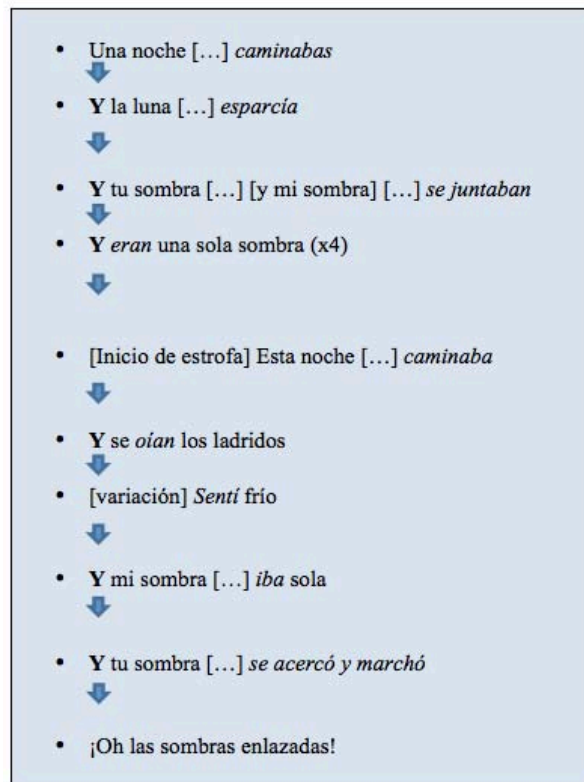 • Una noche […] caminabas
• Y la luna […] esparcía
• Y tu sombra […] [y mi sombra] […] se juntaban
• Y eran una sola sombra (x4)
• [Inicio de estrofa] Esta noche […] caminaba
• Y se oían los ladridos
• [variación] Sentí frío
• Y mi sombra […] iba sola
• Y tu sombra […] se acercó y marchó
• ¡Oh las sombras enlazadas!